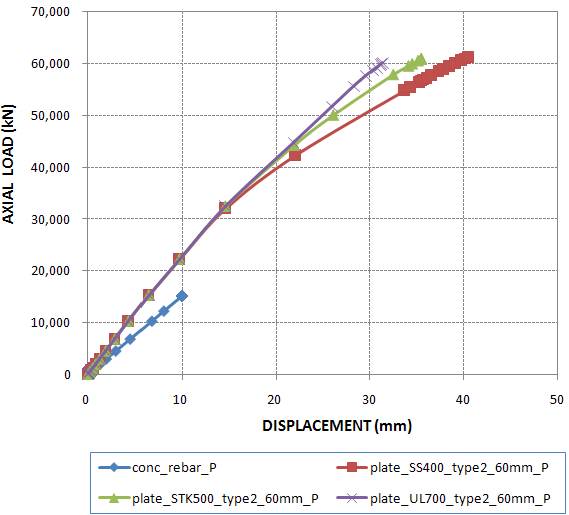 70,000
60,000
50,000
40,000
30,000
20,000
10,000
0
AXIAL LOAD (kN)
0 10 20 30 40 50
DISPLACEMENT (mm)
conc_rebar_P plate_SS400_type2_60mm_P
plate_STK500_type2_60mm_P plate_UL700_type2_60mm_P